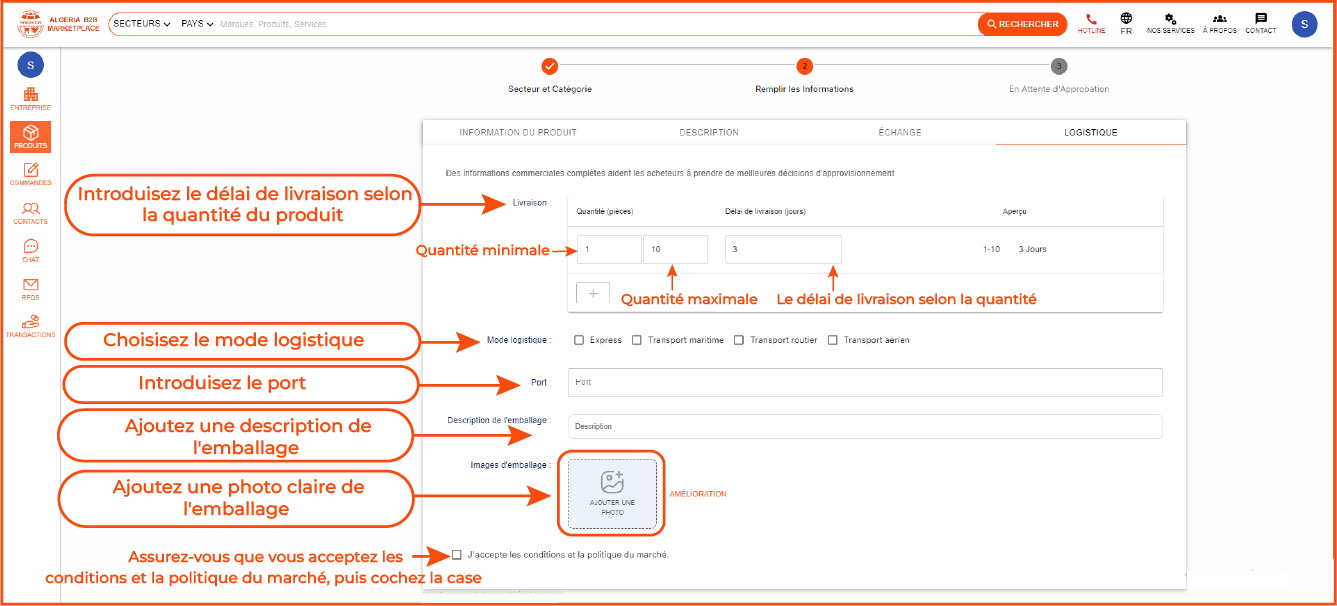 ALGERIA B2B
MARKETPLACE
SECTEURS PAYS Marques, Produits, Services
RECHERCHER
HOTLINE
FR
NOS SERVICES
À PROPOS
CONTACT
S
S
ENTREPRISE
PRODUITS
COMMANDES
CONTACTS
CHAT
RFQS
TRANSACTIONS
2
3
Secteur et Catégorie
Remplir les Informations
En Attente d'Approbation
INFORMATION DU PRODUIT
DESCRIPTION
ÉCHANGE
LOGISTIQUE
Des informations commerciales complètes aident les acheteurs à prendre de meilleures décisions d'approvisionnement
Introduisez le délai de livraison selon
la quantité du produit
Livraison :
Quantité (pièces)
Délai de livraison (jours)
Aperçu
Quantité minimale
1
10
3
1-10 3 Jours
+
Quantité maximale
Le délai de livraison selon la quantité
Choisisez le mode logistique
Mode logistique :
Express
Transport maritime
Transport routier
Transport aérien
Introduisez le port
Port :
Port
Ajoutez une description de
l'emballage
Description de l'emballage :
Description
Ajoutez une photo claire de
l'emballage
Images d'emballage :
AJOUTER UNE
PHOTO
AMÉLIORATION
Assurez-vous que vous acceptez les
conditions et la politique du marché, puis cochez la case
J'accepte les conditions et la politique du marché.